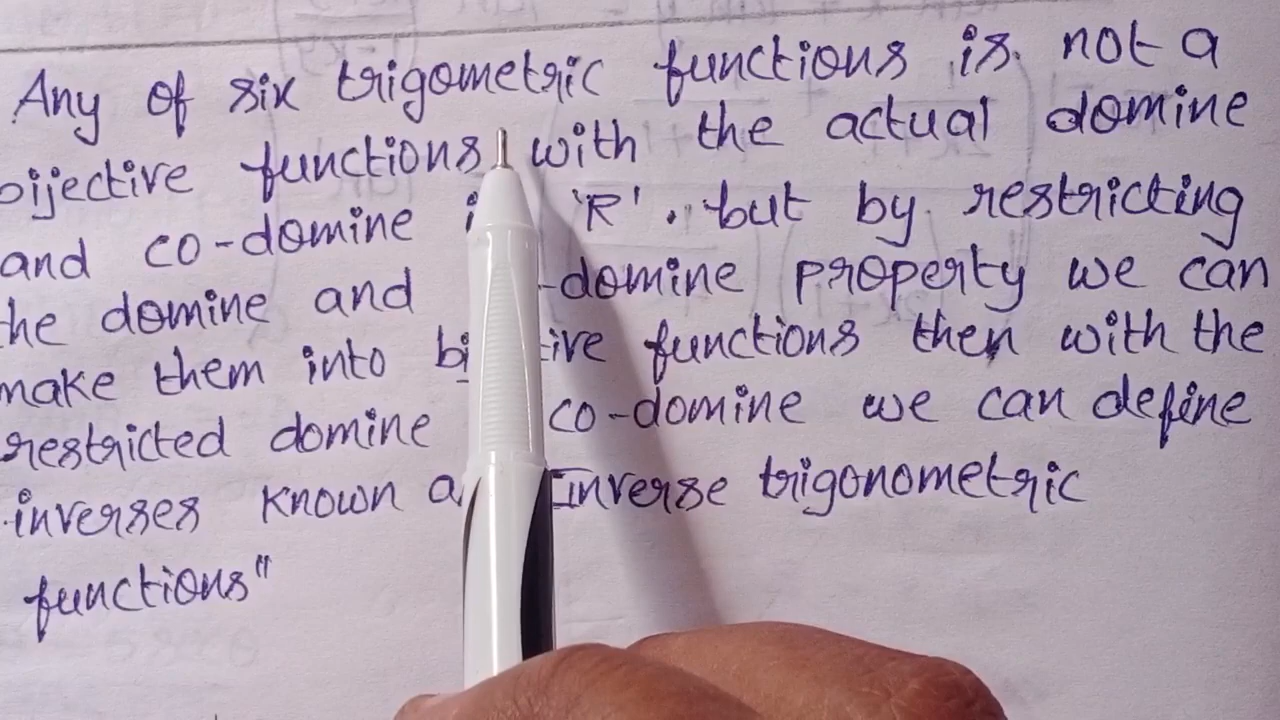 Any of six trigometric functions is not a
bijective functions with the actual domine
and co-domine i 'R'. but by restricting
the domine and -domine property we can
make them into bijective functions then with the
restricted domine co-domine we can define
inverses known a Inverse trigonometric
functions"